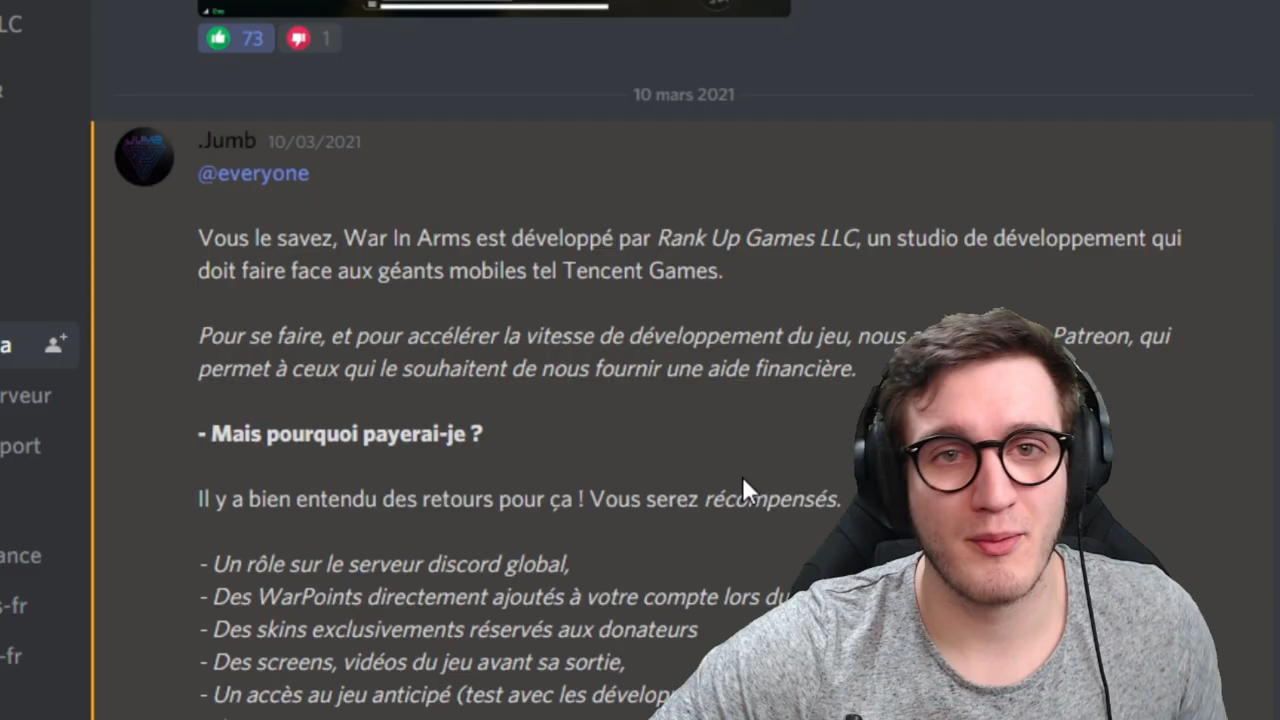 LC
73 1
10 mars 2021
JUMB
.Jumb 10/03/2021
@everyone
Vous le savez, War In Arms est développé par Rank Up Games LLC, un studio de développement qui
doit faire face aux géants mobiles tel Tencent Games.
Pour se faire, et pour accélérer la vitesse de développement du jeu, nous Patreon, qui
a
permet à ceux qui le souhaitent de nous fournir une aide financière.
rveur
- Mais pourquoi payerai-je ?
port
Il y a bien entendu des retours pour ça ! Vous serez récompensés.
ance
- Un rôle sur le serveur discord global,
- Des WarPoints directement ajoutés à votre compte lors du
s-fr
- Des skins exclusivements réservés aux donateurs
-fr
- Des screens, vidéos du jeu avant sa sortie,
- Un accès au jeu anticipé (test avec les dévelop